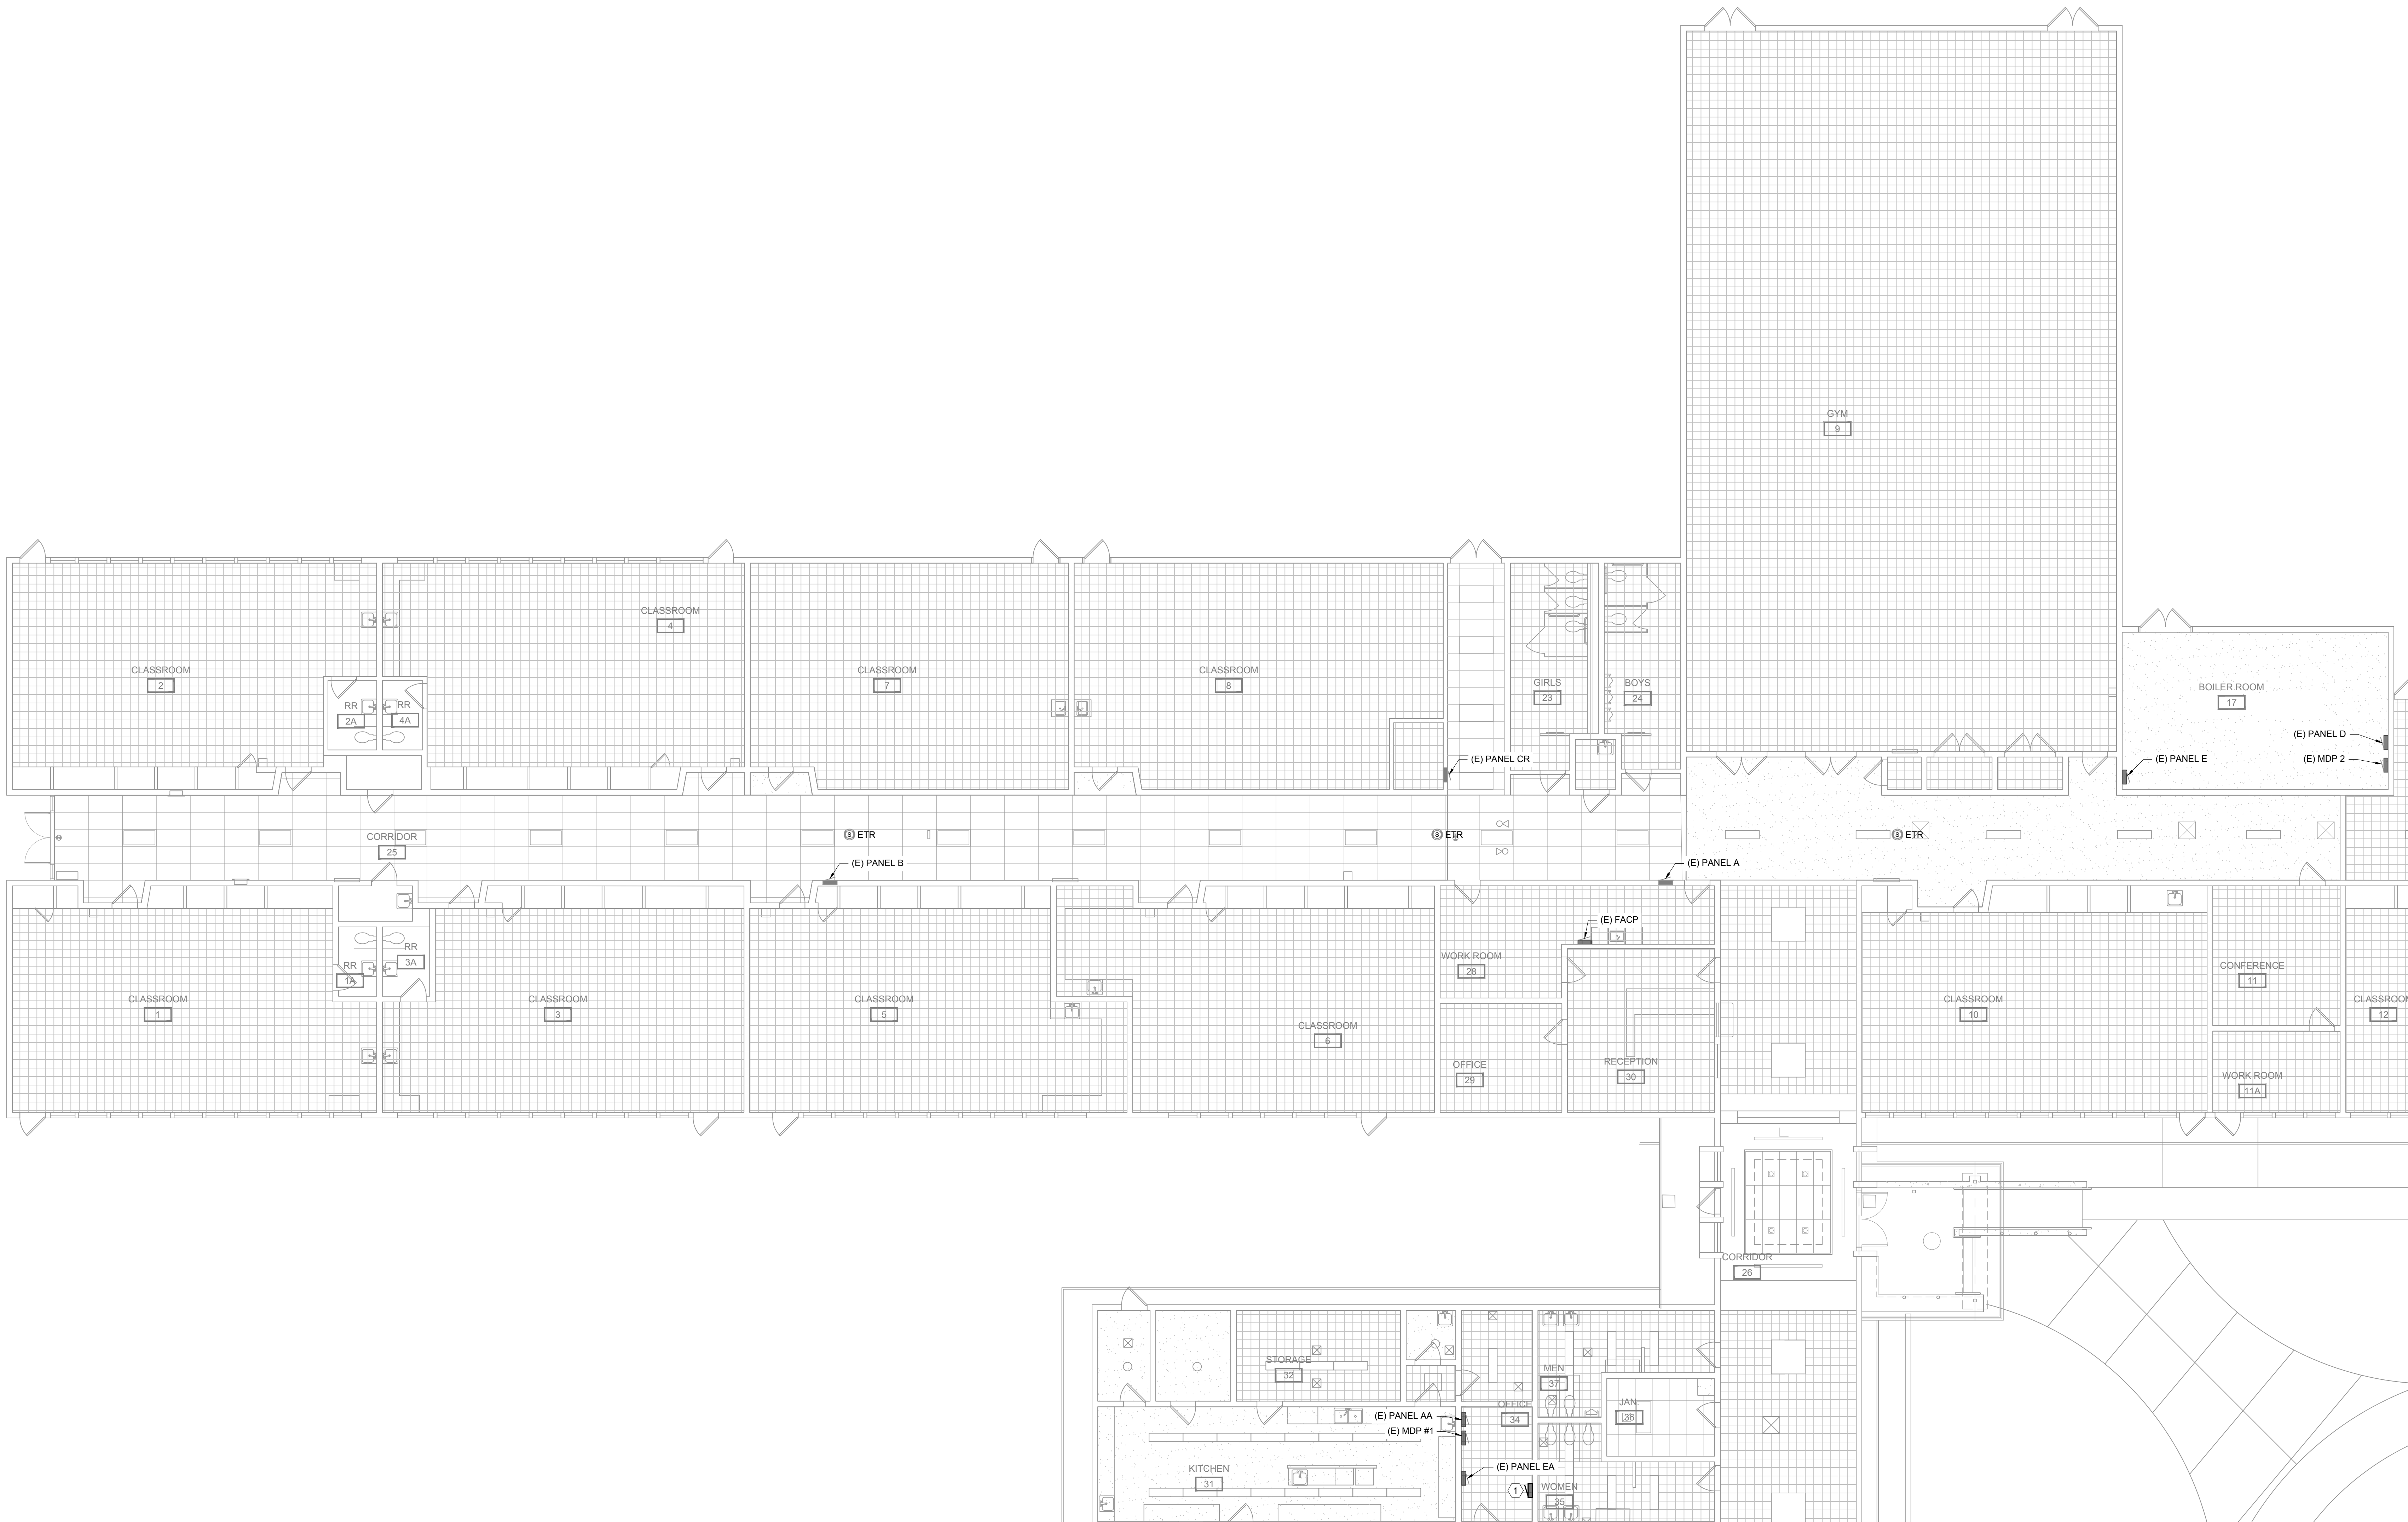 GYM
9
CLASSROOM
4
CLASSROOM
2
CLASSROOM
7
CLASSROOM
8
GIRLS
23
BOYS
24
BOILER ROOM
17
RR
2A
RR
4A
(E) PANEL D
(E) PANEL CR
(E) PANEL E
(E) MDP 2
CORRIDOR
25
S ETR
S ETR
S ETR
(E) PANEL B
(E) PANEL A
(E) FACP
RR
3A
RR
1A
WORK ROOM
28
CONFERENCE
11
CLASSROOM
1
CLASSROOM
3
CLASSROOM
5
CLASSROOM
6
CLASSROOM
10
CLASSROOM
12
OFFICE
29
RECEPTION
30
WORK ROOM
11A
CORRIDOR
26
STORAGE
32
MEN
37
OFFICE
34
JAN.
36
(E) PANEL AA
(E) MDP #1
KITCHEN
31
(E) PANEL EA
1
WOMEN
35